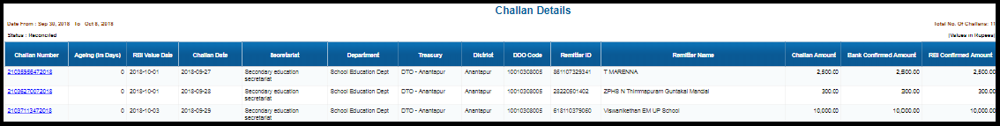 Challan Details
Date From : Sep 30, 2018 To Oct 8, 2018 Total No. Of Challans: 11
Status : Reconciled [Values in Rupees]
Challan Number Ageing (In Days) RBI Value Date Challan Date Secretariat Department Treasury District DDO Code Remitter ID Remitter Name Challan Amount Bank Confirmed Amount RBI Confirmed Amount
21035956472018 0 2018-10-01 2018-09-27 Secondary education School Education Dept DTO - Anantapur Anantapur 10010308005 861107329341 T MARENNA 2,500.00 2,500.00 2,500.00
secretariat
21036270072018 0 2018-10-01 2018-09-28 Secondary education School Education Dept DTO - Anantapur Anantapur 10010308005 28220501402 ZPHS N Thimmapuram Guntakal Mandal 300.00 300.00 300.00
secretariat
21037113472018 0 2018-10-03 2018-09-29 Secondary education School Education Dept DTO - Anantapur Anantapur 10010308005 618110379060 Viswanikethan EM UP School 10,000.00 10,000.00 10,000.00
secretariat